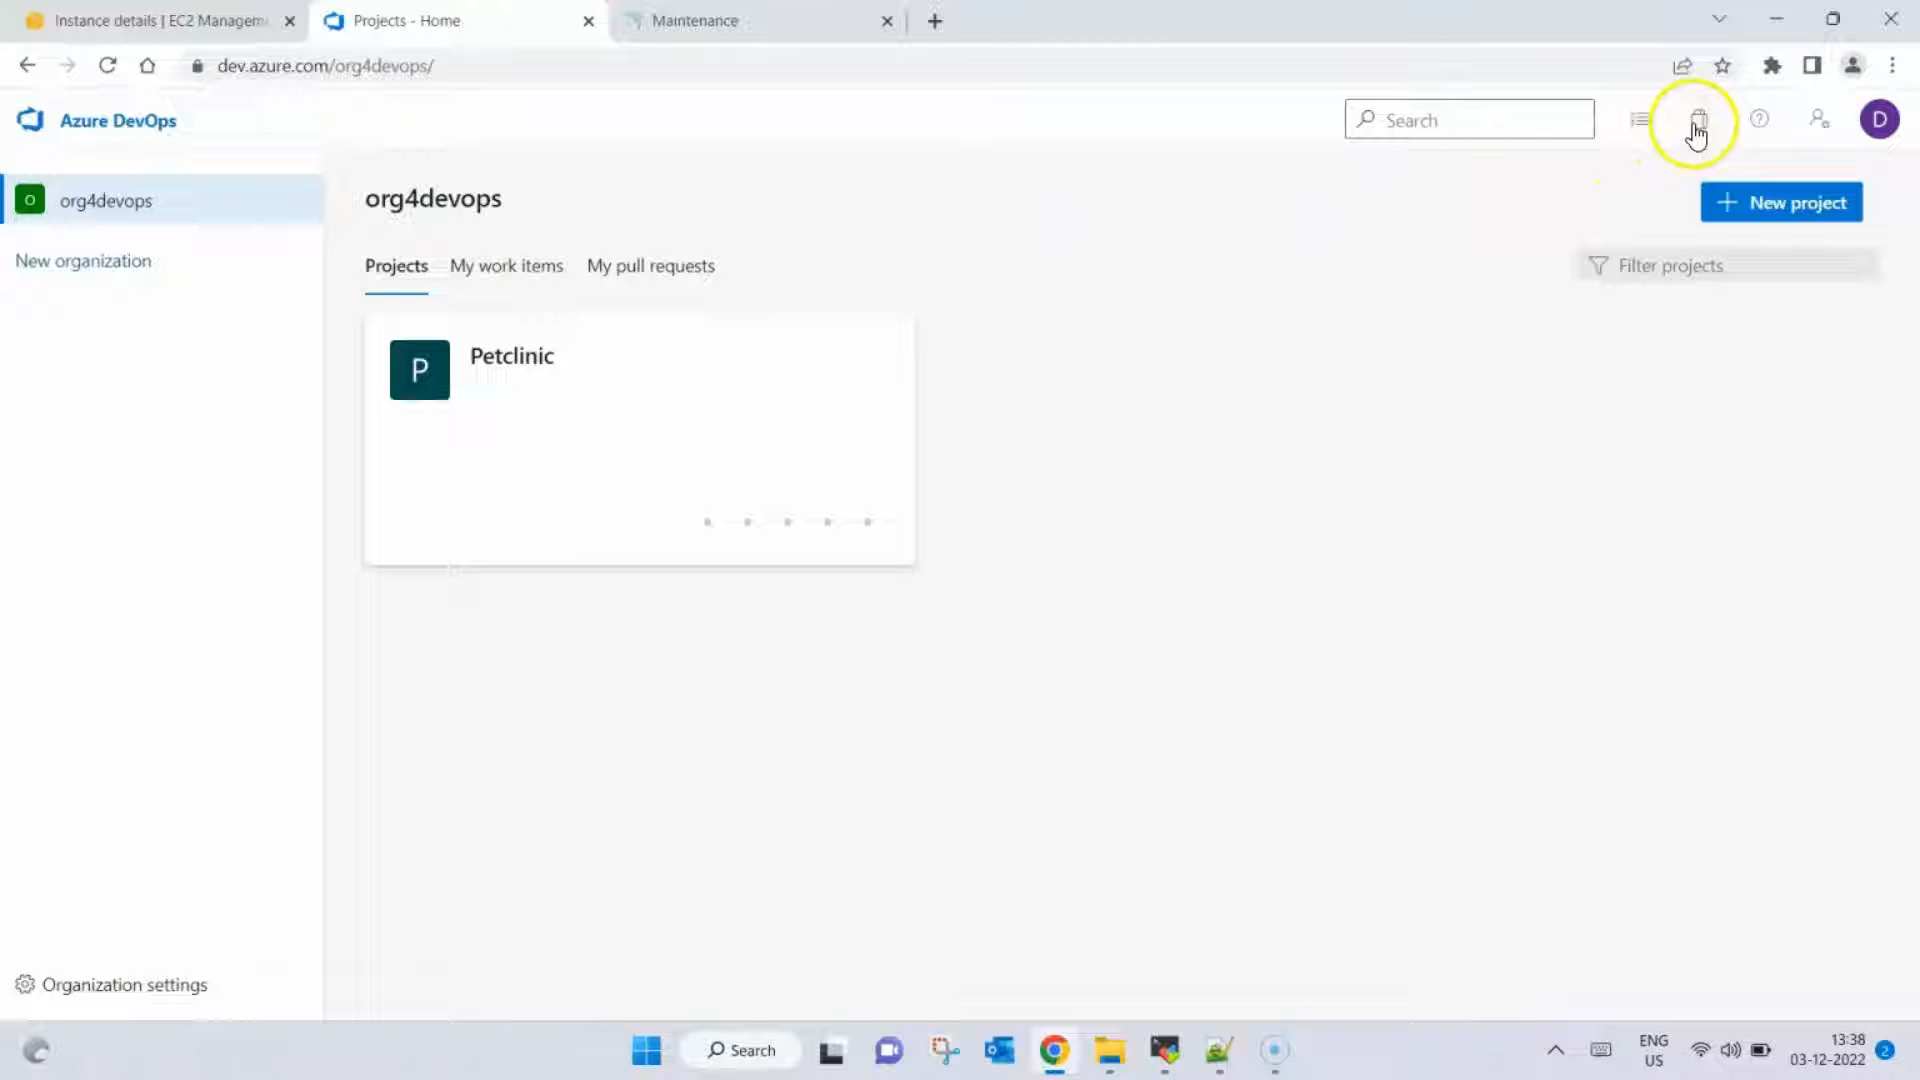 Instance details | EC2 Managem
Projects - Home
Maintenance
dev.azure.com/org4devops/
Azure DevOps
Search
D
O org4devops
New organization
org4devops
New project
Projects
My work items
My pull requests
Filter projects
P
Petclinic
Organization settings
Search
ENG
US
13:38
03-12-2022
2